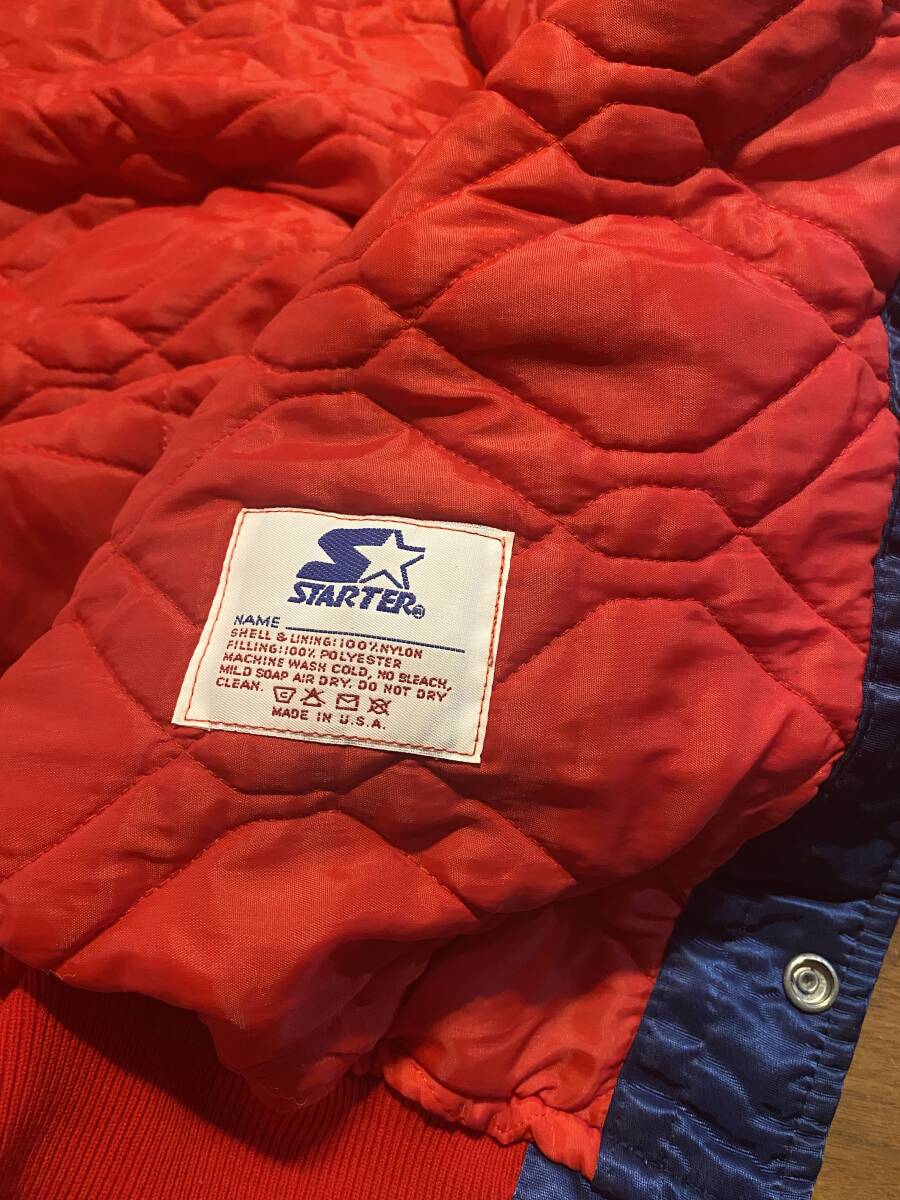 STARTER®
NAME
SHELL & LINING: 100% NYLON
FILLING: 100% POLYESTER
MACHINE WASH COLD, NO BLEACH,
MILD SOAP AIR DRY. DO NOT DRY
CLEAN.
MADE IN U.S.A.